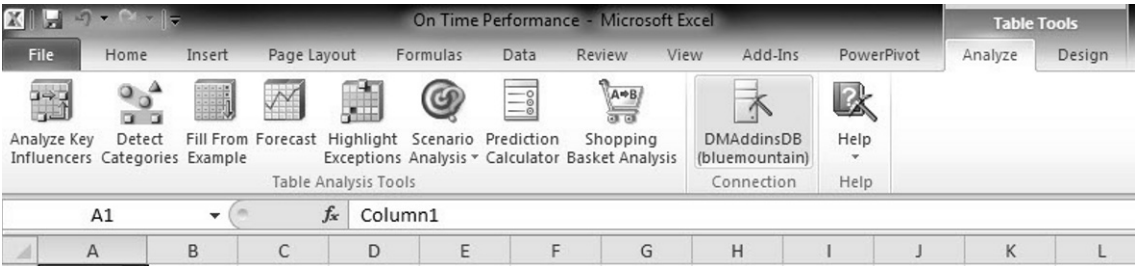 On Time Performance - Microsoft Excel
Table Tools
File Home Insert Page Layout Formulas Data Review View Add-Ins PowerPivot Analyze Design
Analyze Key Detect Fill From Forecast Highlight Scenario Prediction Shopping DMAddinsDB Help
Influencers Categories Example Exceptions Analysis Calculator Basket Analysis (bluemountain)
Table Analysis Tools Connection Help
A1 fx Column1
A B C D E F G H I J K L